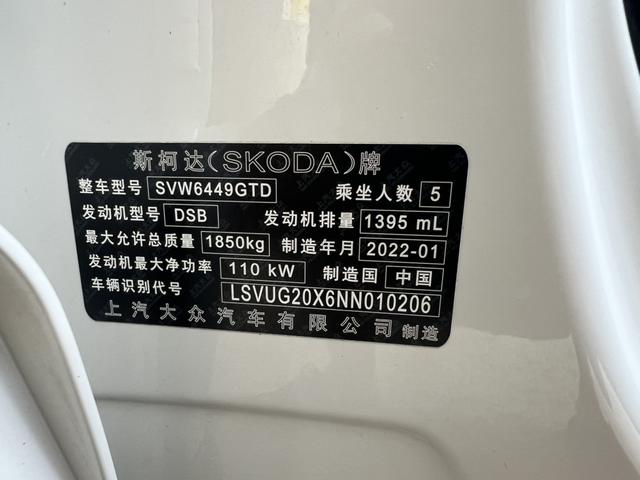 斯柯达(SKODA)牌
整车型号 SVW6449GTD 乘坐人数 5
发动机型号 DSB 发动机排量 1395 mL
最大允许总质量 1850kg 制造年月 2022-01
发动机最大净功率 110 kW 制造国 中国
车辆识别代号 LSVUG20X6NN010206
上汽大众汽车有限公司 制造